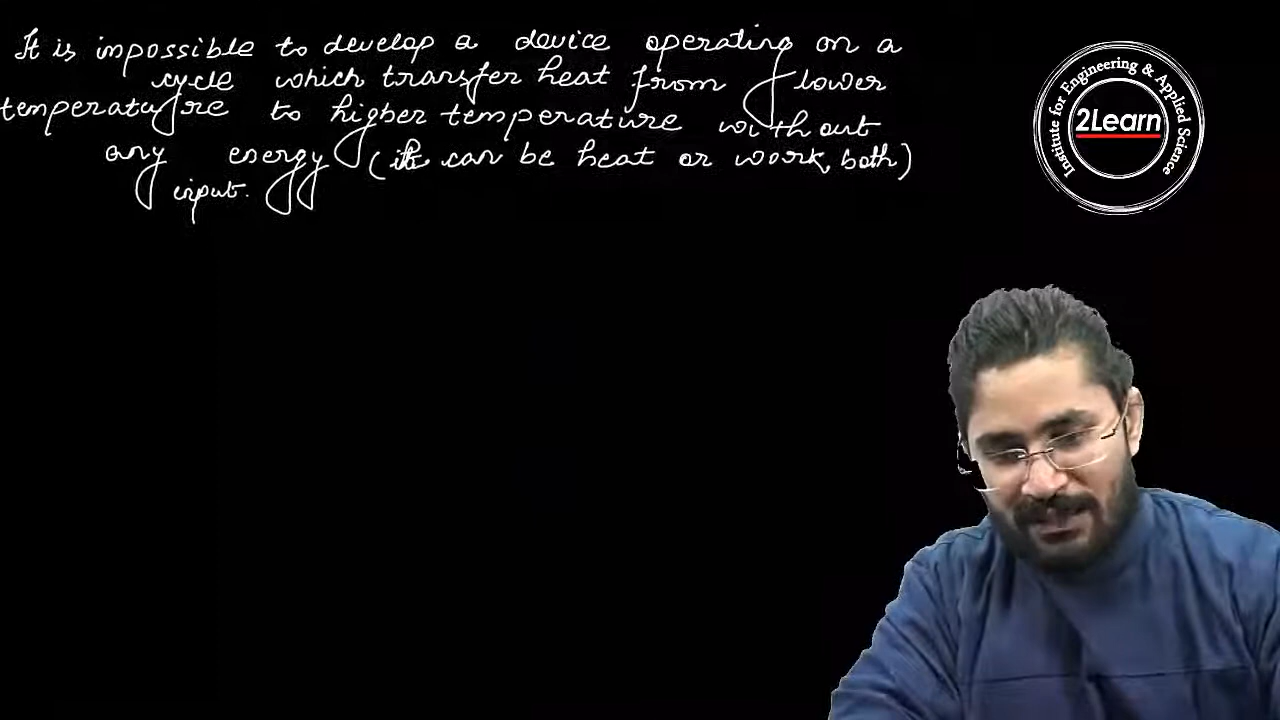 It is impossible to develop a device operating on a
cycle which transfer heat from lower
temperature to higher temperature without
any energy (it can be heat or work, both)
input.
Institute for Engineering & Applied Science
2Learn